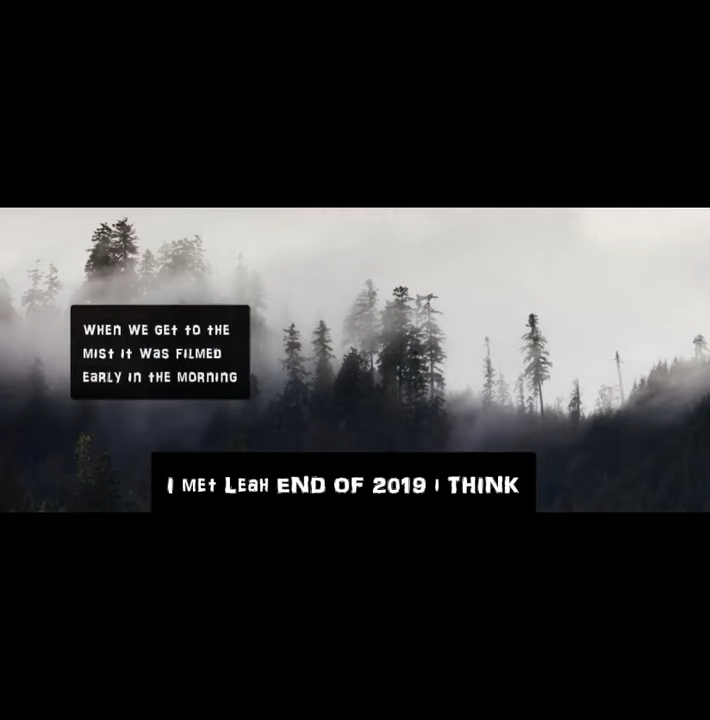 WHEN WE GET TO THE
MIST IT WAS FILMED
EARLY IN THE MORNING
I MET LEAH END OF 2019 I THINK